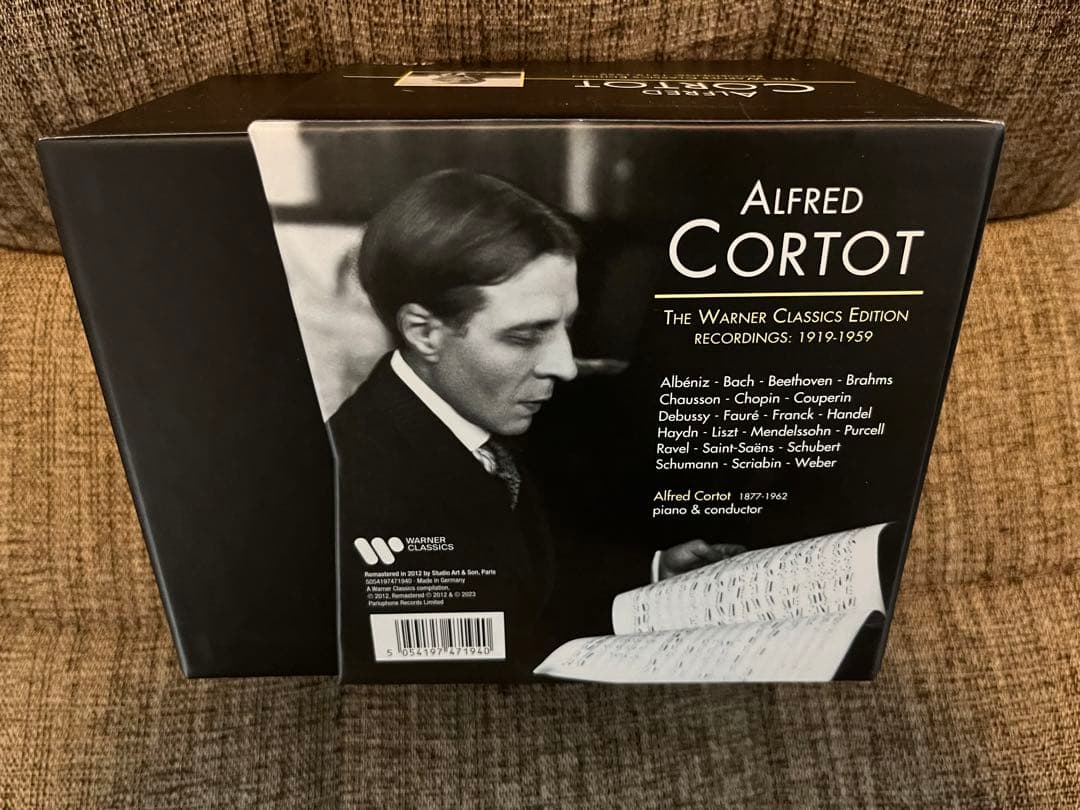 ALFRED
CORTOT
ALFRED
CORTOT
THE WARNER CLASSICS EDITION
RECORDINGS: 1919-1959
Albéniz - Bach - Beethoven - Brahms
Chausson - Chopin - Couperin
Debussy - Fauré - Franck - Handel
Haydn - Liszt - Mendelssohn - Purcell
Ravel - Saint-Saëns - Schubert
Schumann - Scriabin - Weber
Alfred Cortot 1877-1962
piano & conductor
WARNER
CLASSICS
Remastered in 2012 by Studio Art & Son, Paris
5054197471940 · Made in Germany
A Warner Classics compilation,
℗ 2012, Remastered ℗ 2012 & © 2023
Parlophone Records Limited
5 054197 471940